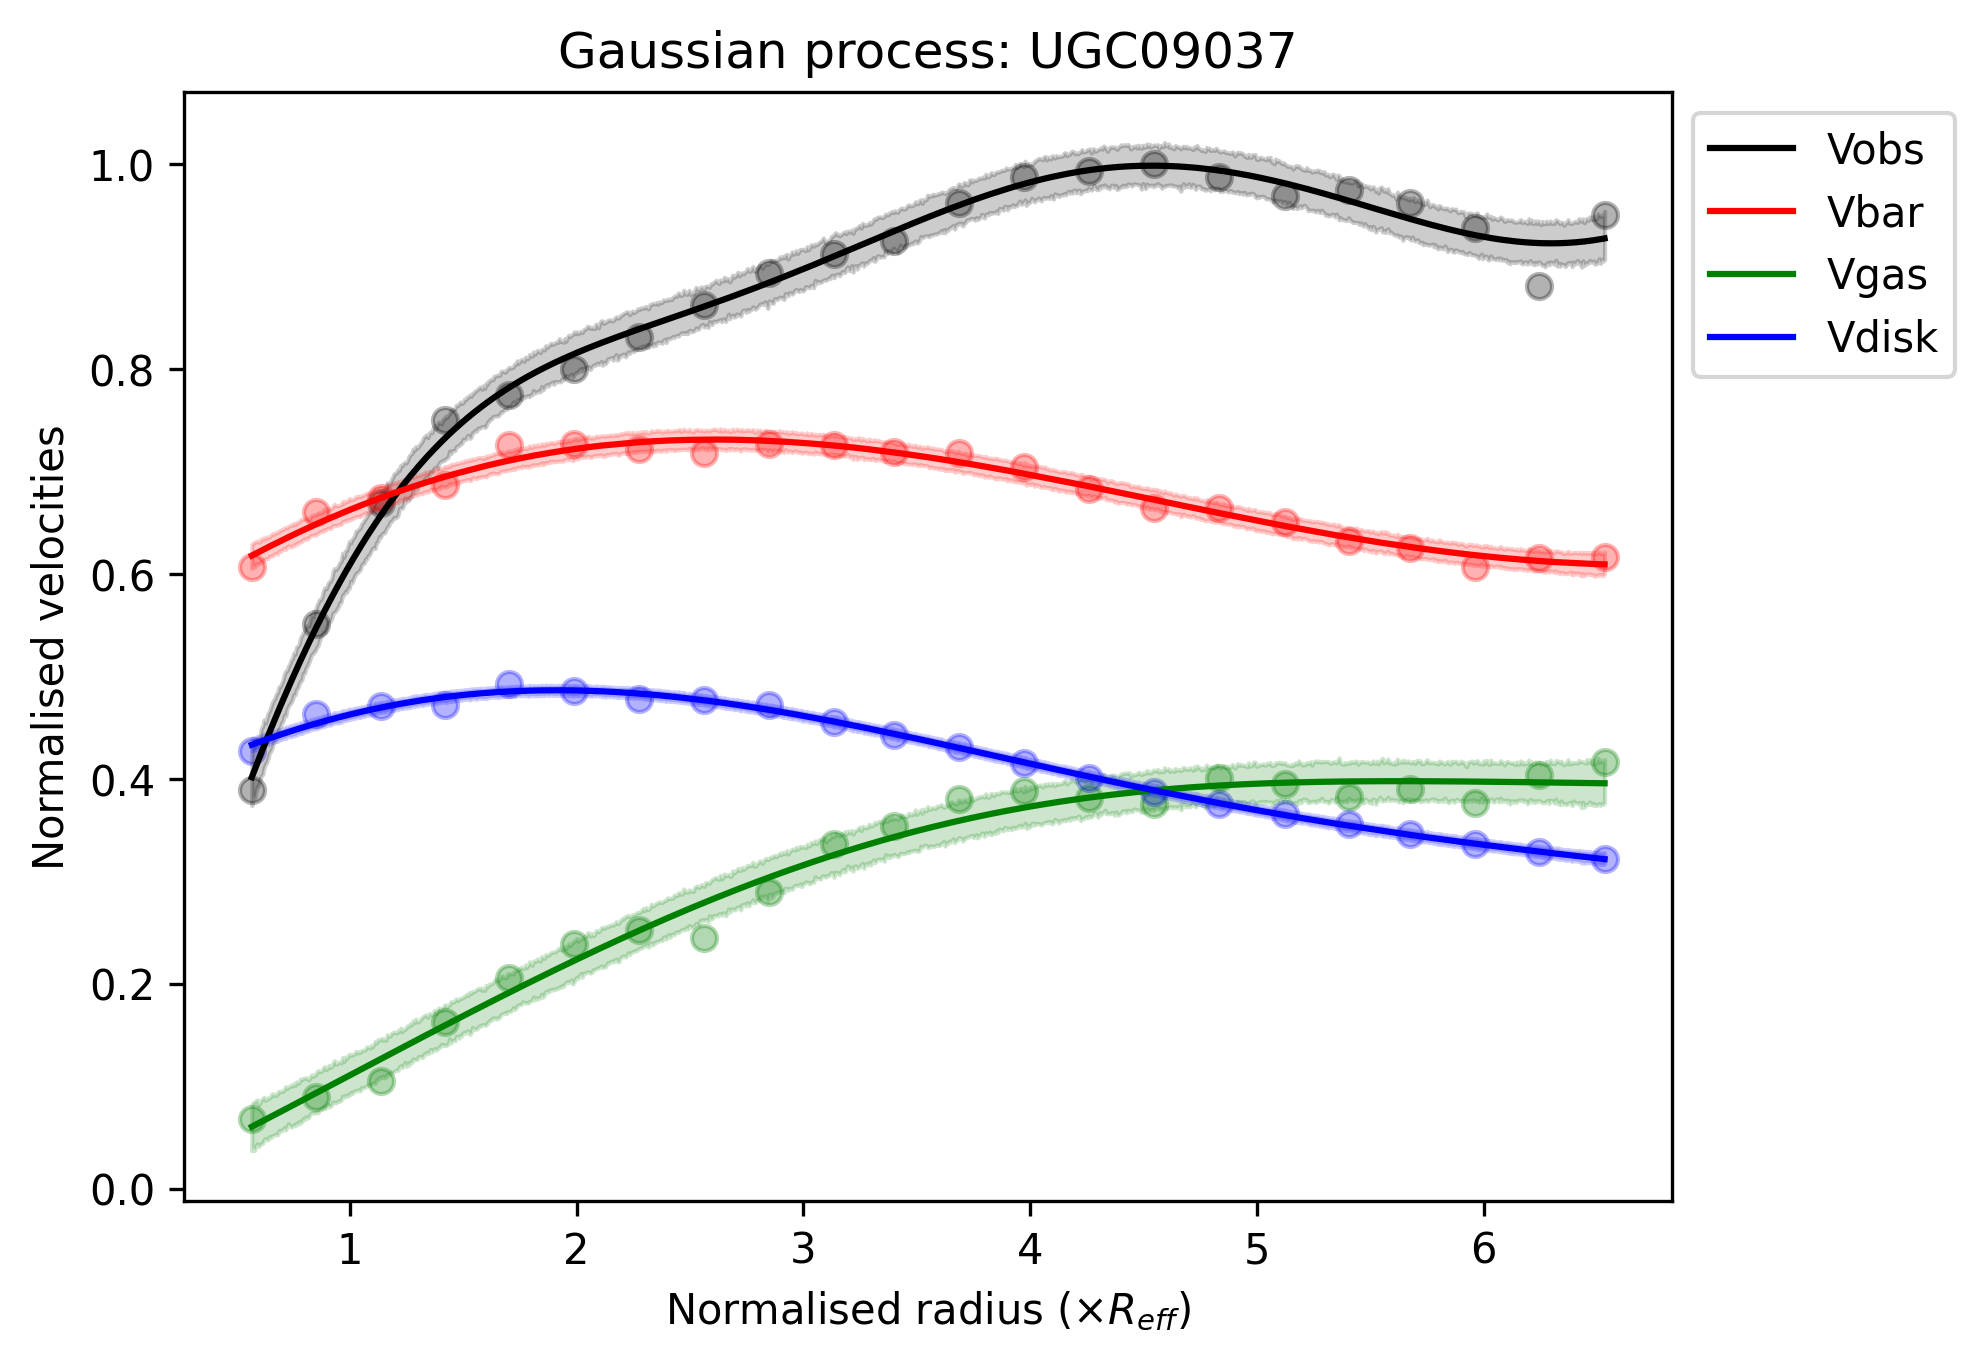 Gaussian process: UGC09037
Vobs
Vbar
Vgas
Vdisk
Normalised velocities
1.0
0.8
0.6
0.4
0.2
0.0
1 2 3 4 5 6
Normalised radius (×R_eff)